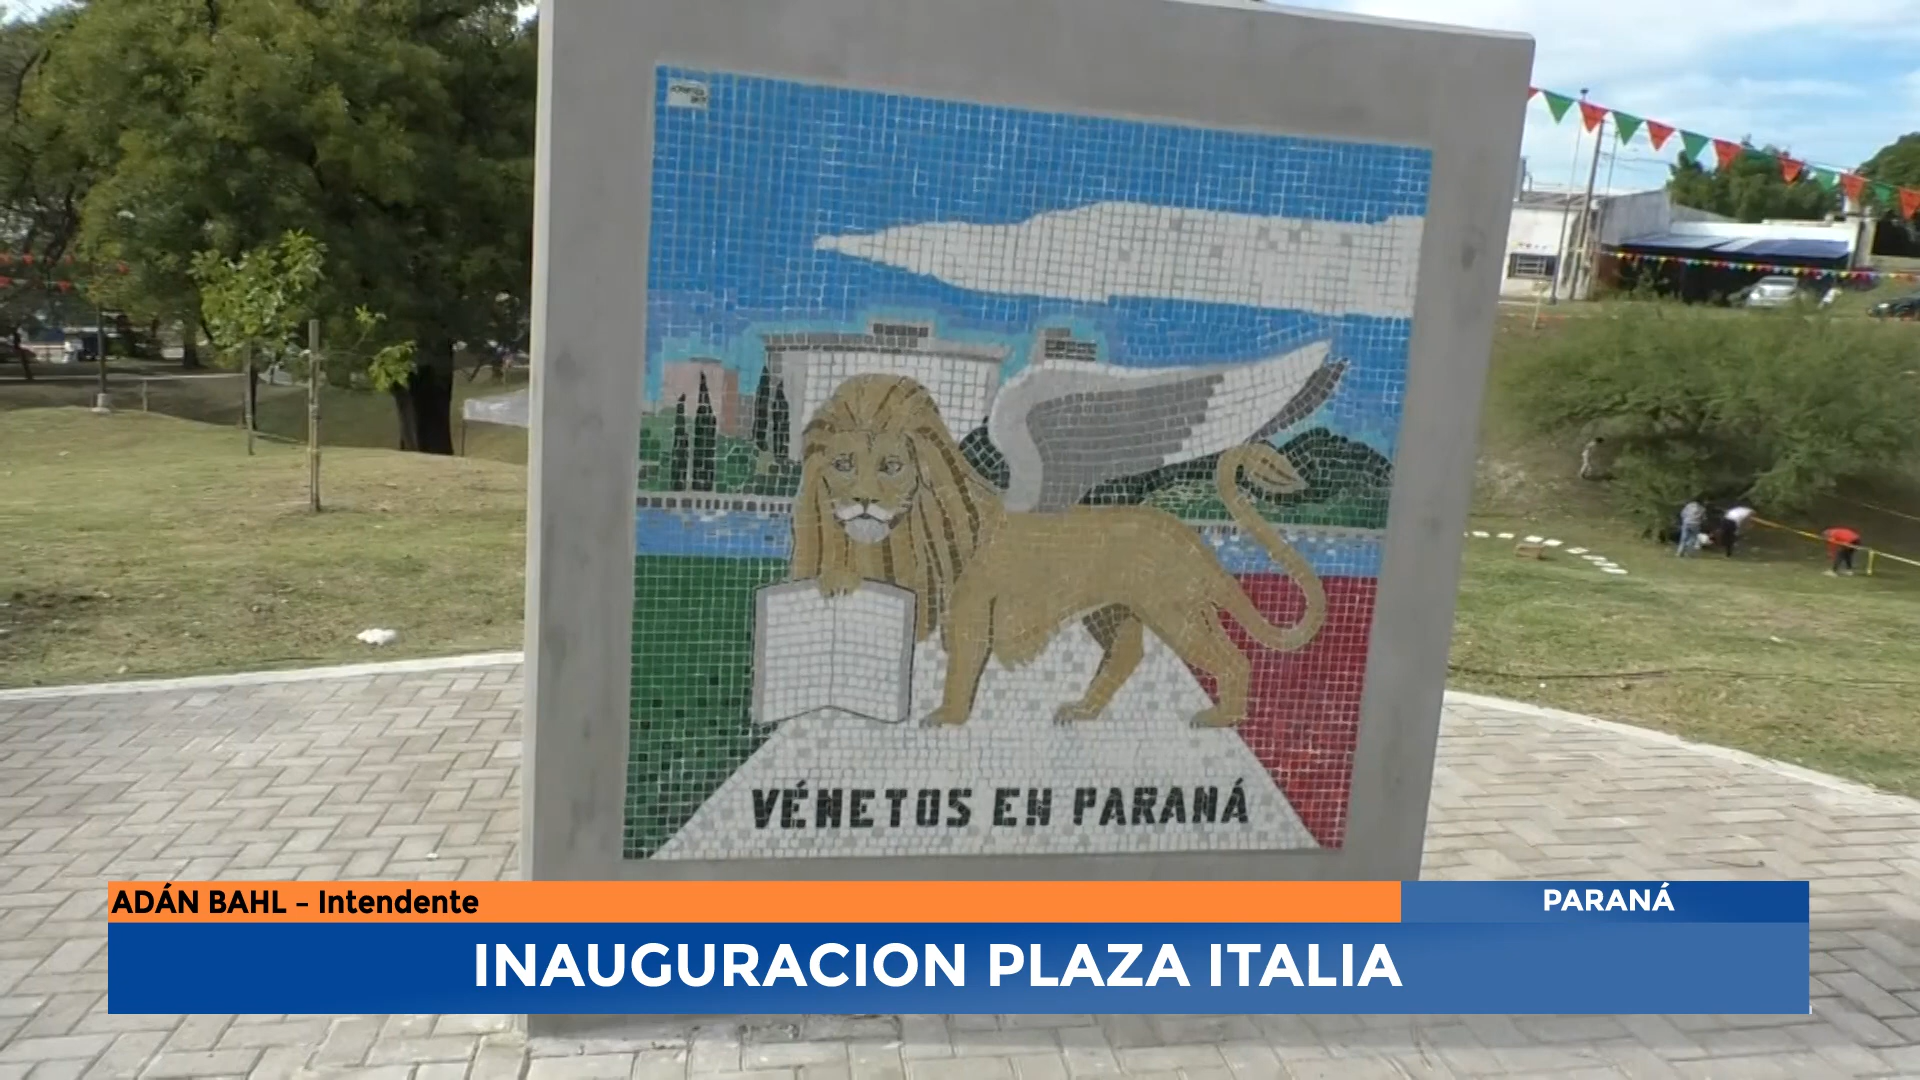 VÉNETOS EN PARANÁ
ADÁN BAHL - Intendente
PARANÁ
INAUGURACION PLAZA ITALIA